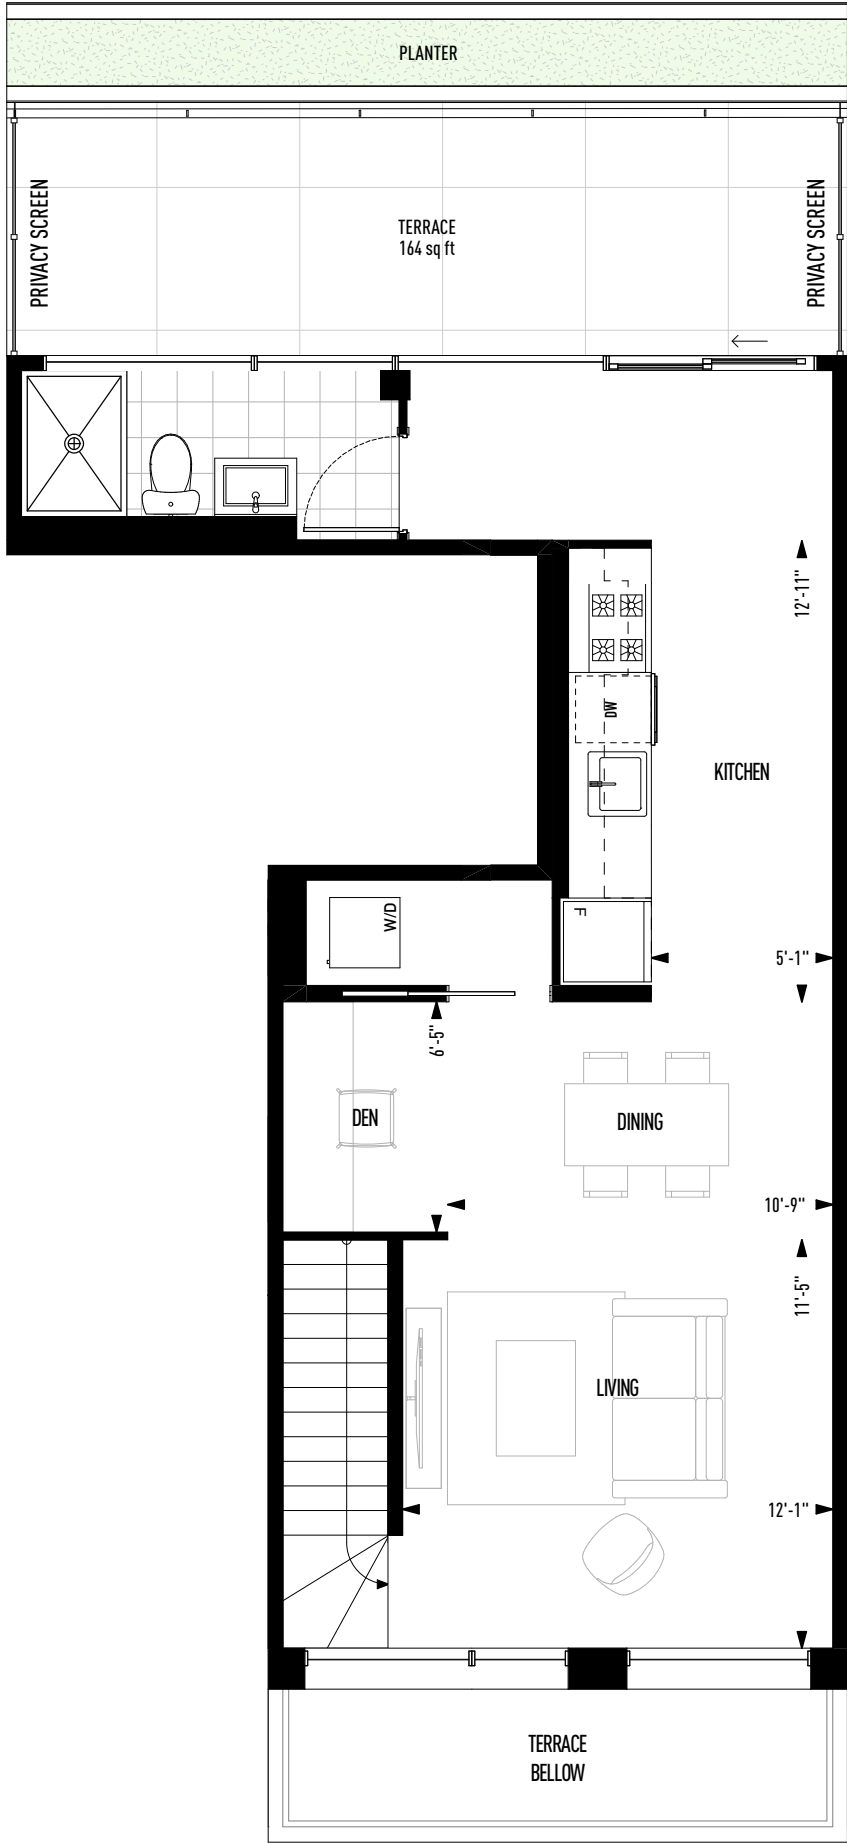 PLANTER
PRIVACY SCREEN
TERRACE
164 sq ft
PRIVACY SCREEN
12'-11"
DW
KITCHEN
W/D
F
5'-1"
6'-5"
DEN
DINING
10'-9"
11'-5"
LIVING
12'-1"
TERRACE
BELLOW